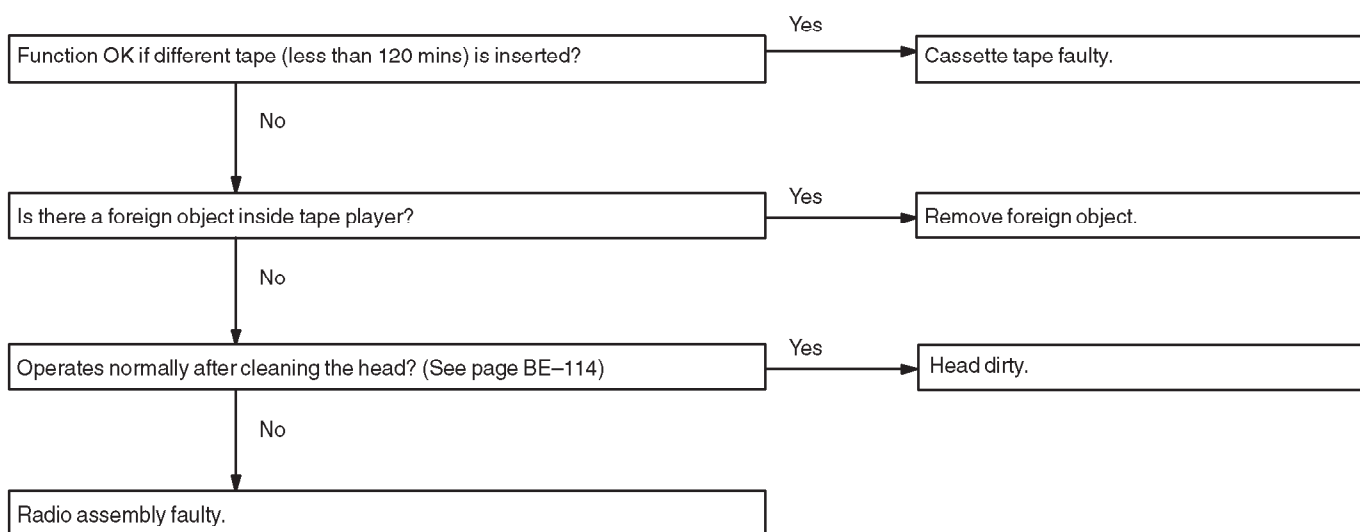 Yes
Function OK if different tape (less than 120 mins) is inserted?
Cassette tape faulty.
No
Yes
Is there a foreign object inside tape player?
Remove foreign object.
No
Yes
Operates normally after cleaning the head? (See page BE–114)
Head dirty.
No
Radio assembly faulty.